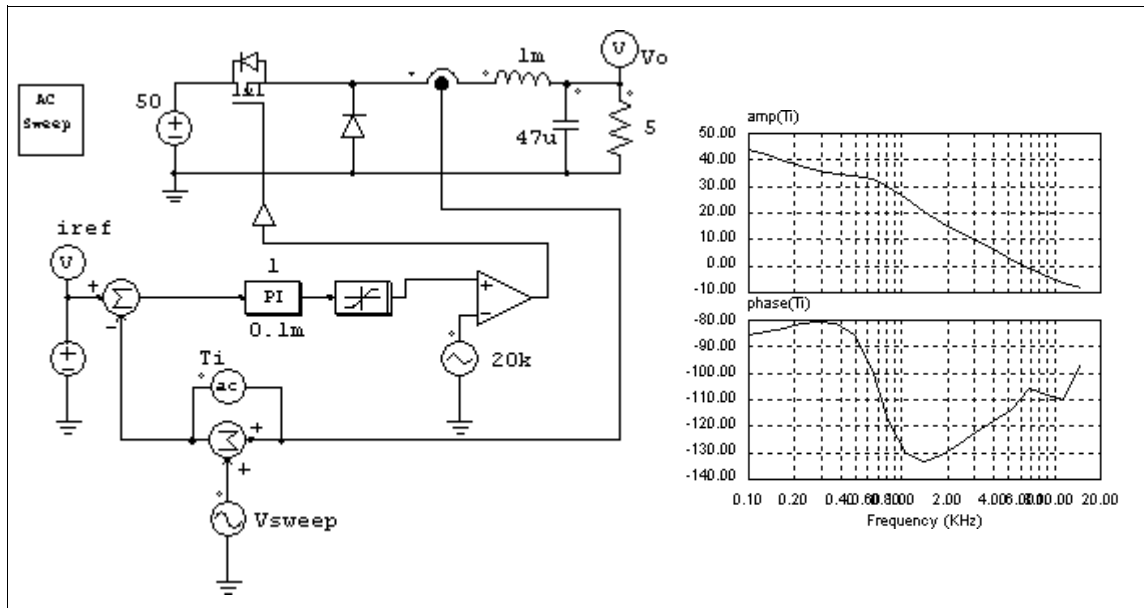 AC
Sweep
50
1m
V
Vo
47u
5
iref
V
1
PI
0.1m
20k
Ti
ac
Vsweep
amp(Ti)
50.00
40.00
30.00
20.00
10.00
0.00
-10.00
phase(Ti)
-80.00
-90.00
-100.00
-110.00
-120.00
-130.00
-140.00
0.10 0.20 2.00 20.00
Frequency (KHz)